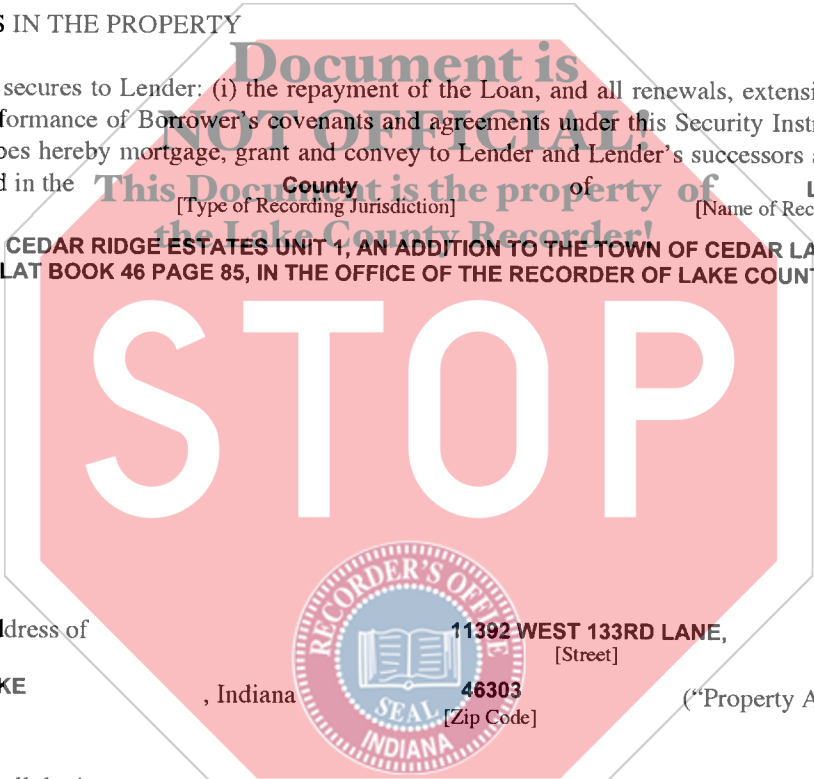 S IN THE PROPERTY
Document is
secures to Lender: (i) the repayment of the Loan, and all renewals, extensi
NOT OFFICIAL!
formance of Borrower's covenants and agreements under this Security Instr
oes hereby mortgage, grant and convey to Lender and Lender's successors a
d in the County of L
This Document is the property of
[Type of Recording Jurisdiction] [Name of Rec
the Lake County Recorder!
CEDAR RIDGE ESTATES UNIT 1, AN ADDITION TO THE TOWN OF CEDAR LA
LAT BOOK 46 PAGE 85, IN THE OFFICE OF THE RECORDER OF LAKE COUNT
STOP
RECORDER'S OFFICE
ddress of 11392 WEST 133RD LANE,
[Street]
KE , Indiana 46303 ("Property A
SEAL
[Zip Code]
INDIANA